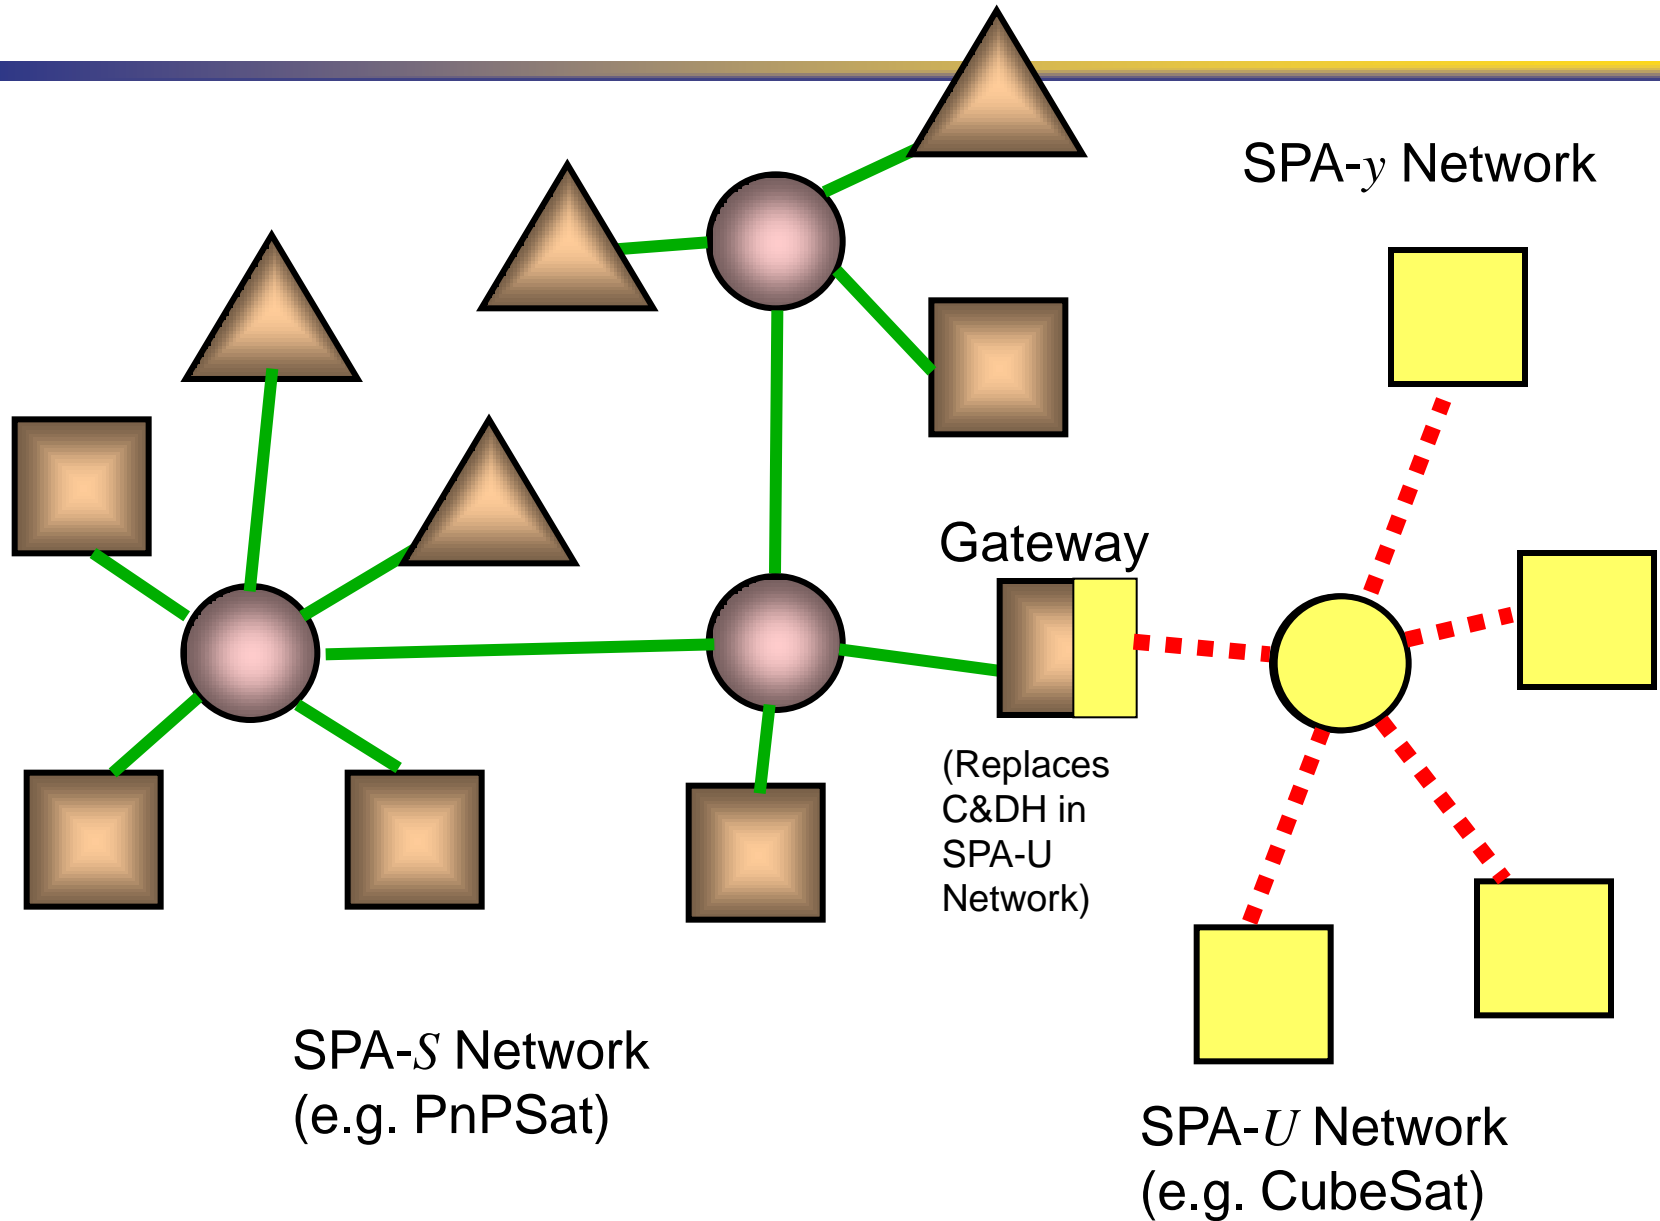 SPA-y Network
Gateway
(Replaces
C&DH in
SPA-U
Network)
SPA-S Network
(e.g. PnPSat)
SPA-U Network
(e.g. CubeSat)